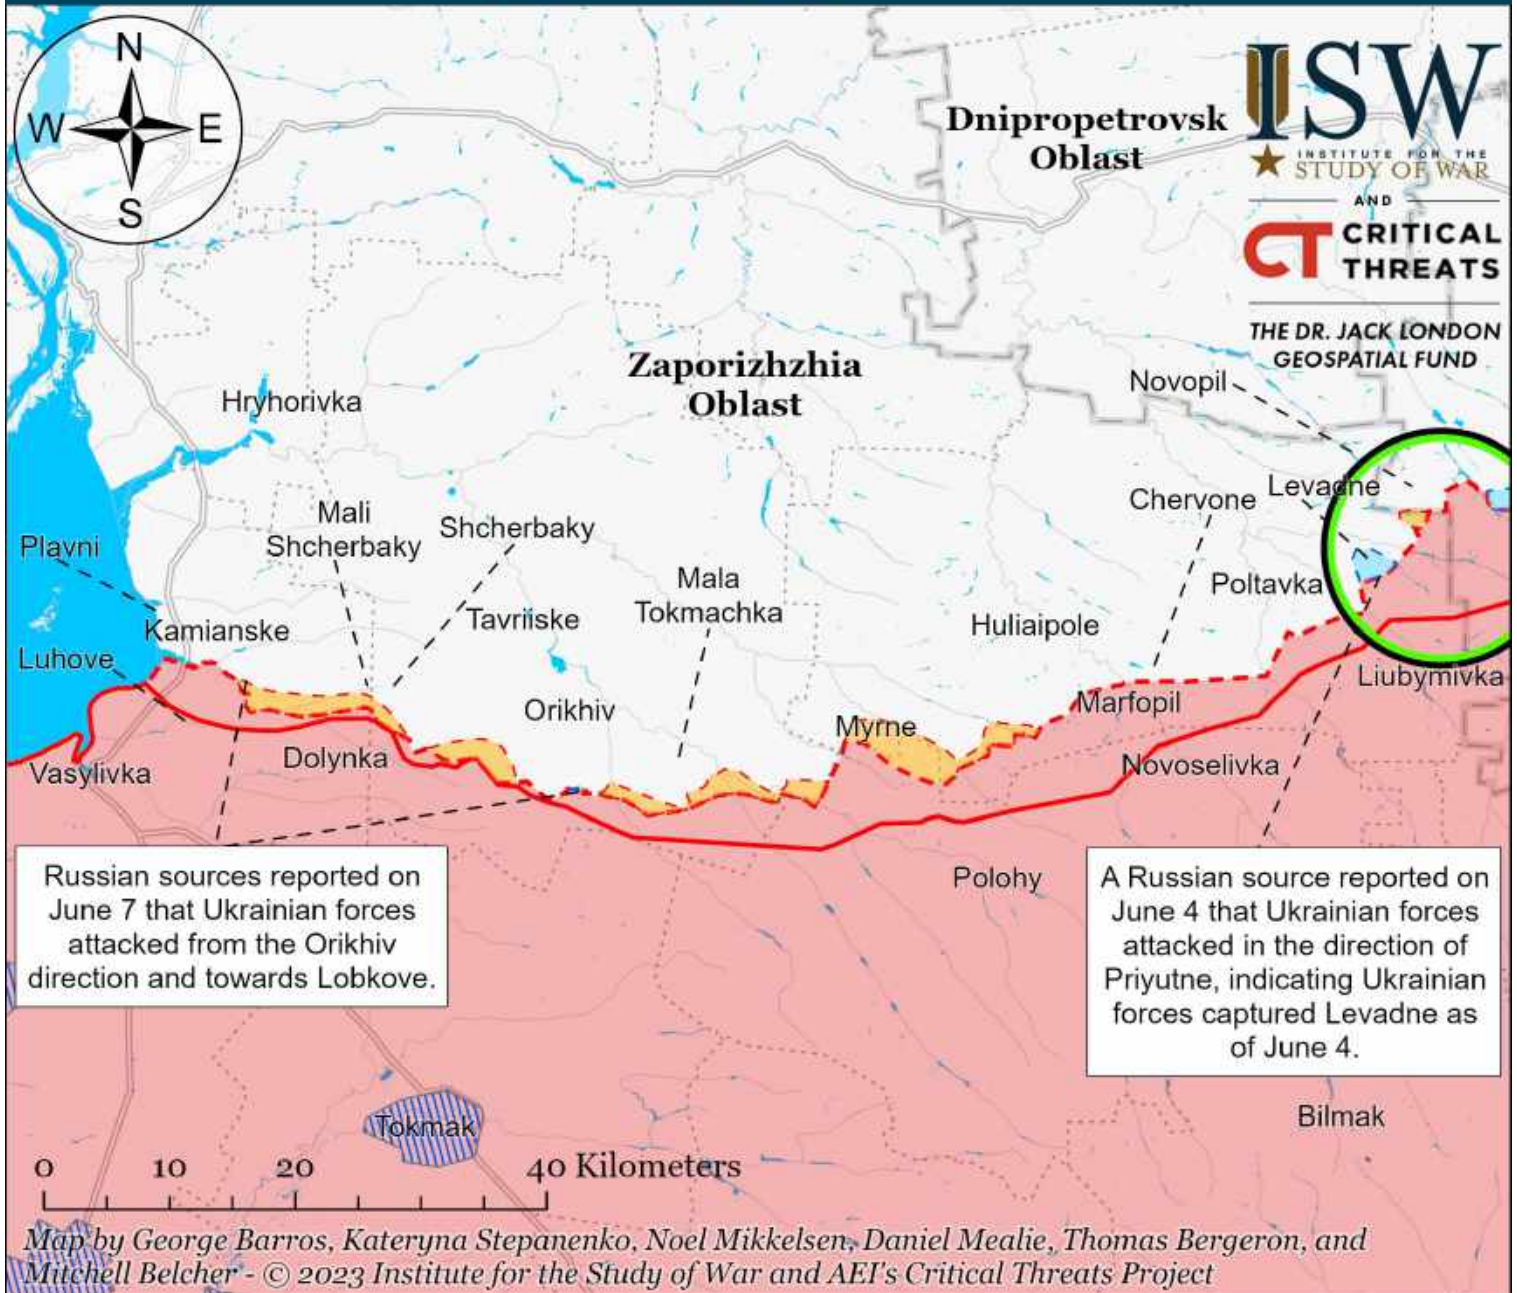 N
W E
S
Dnipropetrovsk
Oblast
ISW
INSTITUTE FOR THE
STUDY OF WAR
AND
CT CRITICAL
THREATS
THE DR. JACK LONDON
GEOSPATIAL FUND
Zaporizhzhia
Oblast
Novopil
Hryhorivka
Levadne
Chervone
Mali
Shcherbaky
Shcherbaky
Plavni
Mala
Tokmachka
Poltavka
Tavriiske
Huliaipole
Kamianske
Luhove
Liubymivka
Orikhiv
Marfopil
Myrne
Dolynka
Vasylivka
Novoselivka
Polohy
Russian sources reported on
June 7 that Ukrainian forces
attacked from the Orikhiv
direction and towards Lobkove.
A Russian source reported on
June 4 that Ukrainian forces
attacked in the direction of
Priyutne, indicating Ukrainian
forces captured Levadne as
of June 4.
Tokmak
Bilmak
0 10 20 40 Kilometers
Map by George Barros, Kateryna Stepanenko, Noel Mikkelsen, Daniel Mealie, Thomas Bergeron, and
Mitchell Belcher - © 2023 Institute for the Study of War and AEI's Critical Threats Project